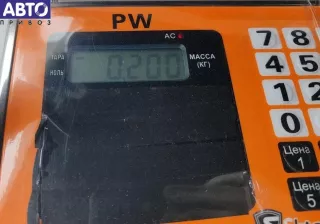 АВТО
ПРИВОЗ
PW
AC
ТАРА
0.200
МАССА
(КГ)
НОЛЬ
7 8
4 5
1 2
0
Цена
1
Цена
5